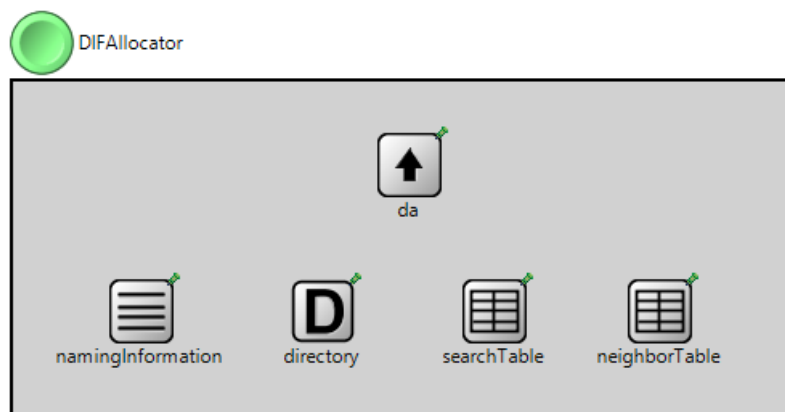 DIFAllocator
da
namingInformation
D
directory
searchTable
neighborTable